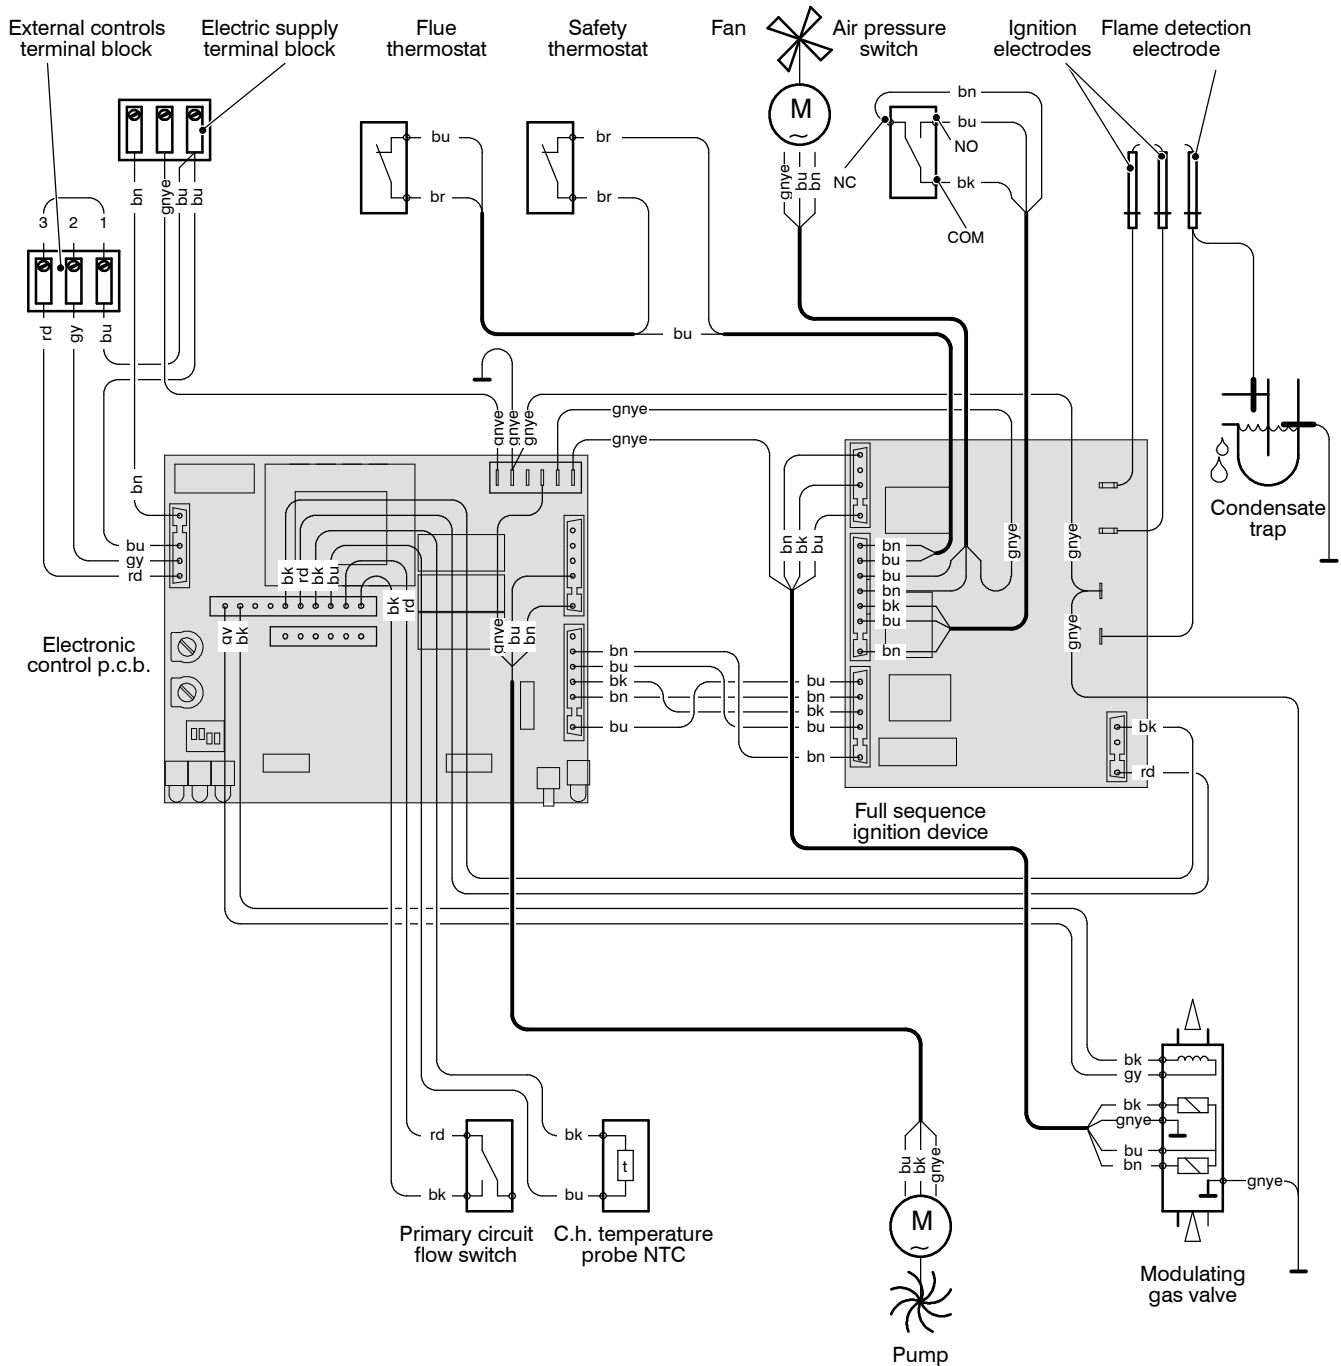 External controls
terminal block
Electric supply
terminal block
Flue
thermostat
Safety
thermostat
Fan
Air pressure
switch
Ignition
electrodes
Flame detection
electrode
M
~
bn
bu
NO
NC
bk
COM
bu
br
br
br
gnye
bu
bn
bn
gnye
bu
bu
3
2
1
rd
gy
bu
bu
gnye
gnye
gnye
gnye
gnye
bn
bu
gy
rd
Condensate
trap
bn
bk
bu
bn
bu
bu
bn
bk
bu
bn
gnye
gnye
gnye
bk
rd
bk
bu
bk
rd
bk
gnye
bu
bn
Electronic
control p.c.b.
bn
bu
bk
bn
bu
bu
bn
bk
bu
bn
bk
rd
Full sequence
ignition device
bk
gy
bk
gnye
bu
bn
gnye
rd
bk
bk
bu
t
bu
bk
gnye
Primary circuit
flow switch
C.h. temperature
probe NTC
M
~
Modulating
gas valve
Pump